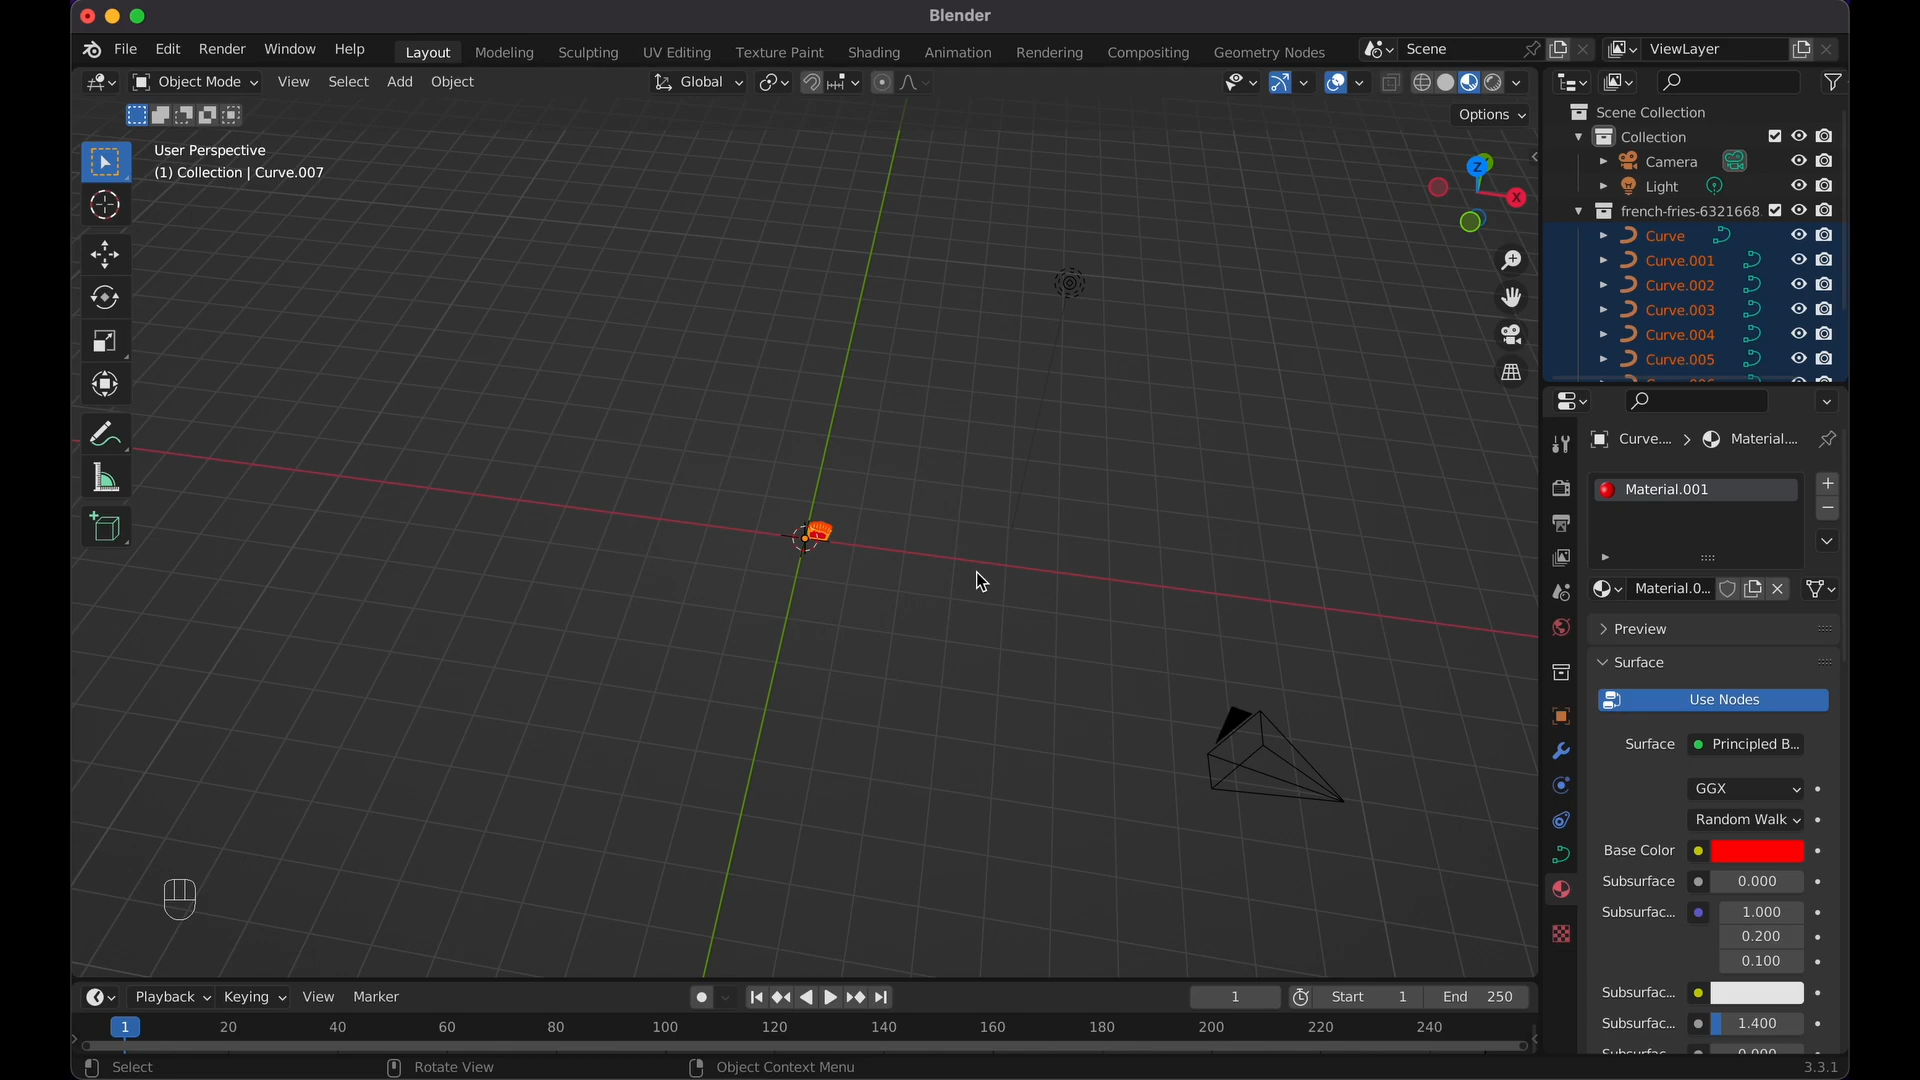 Blender
File Edit Render Window Help Layout Modeling Sculpting UV Editing Texture Paint Shading Animation Rendering Compositing Geometry Nodes Scene ViewLayer
Object Mode View Select Add Object Global
Options
User Perspective
(1) Collection | Curve.007
Z
X
Scene Collection
Collection
Camera
Light
french-fries-6321668
Curve
Curve.001
Curve.002
Curve.003
Curve.004
Curve.005
Curve.... > Material....
Material.001
Material.0...
Preview
Surface
Use Nodes
Surface Principled B...
GGX
Random Walk
Base Color
Subsurface 0.000
Subsurfac... 1.000
0.200
0.100
Subsurfac...
Subsurfac... 1.400
Playback Keying View Marker 1 Start 1 End 250
1 20 40 60 80 100 120 140 160 180 200 220 240
Select Rotate View Object Context Menu 3.3.1